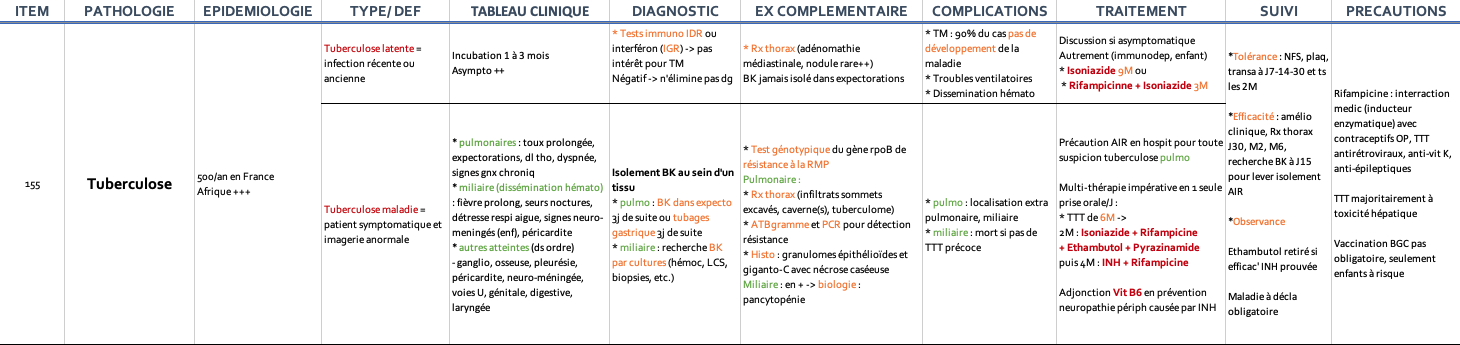 ITEM
PATHOLOGIE
EPIDEMIOLOGIE
TYPE/ DEF
TABLEAU CLINIQUE
DIAGNOSTIC
EX COMPLEMENTAIRE
COMPLICATIONS
TRAITEMENT
SUIVI
PRECAUTIONS
155
Tuberculose
500/an en France
Afrique +++
Tuberculose latente =
infection récente ou
ancienne
Incubation 1 à 3 mois
Asympto ++
* Tests immuno IDR ou
interféron (IGR) -> pas
intérêt pour TM
Négatif -> n'élimine pas dg
* Rx thorax (adénomathie
médiastinale, nodule rare++)
BK jamais isolé dans expectorations
* TM : 90% du cas pas de
développement de la
maladie
* Troubles ventilatoires
* Dissemination hémato
Discussion si asymptomatique
Autrement (immunodep, enfant)
* Isoniazide 9M ou
* Rifampicinne + Isoniazide 3M
Tuberculose maladie =
patient symptomatique et
imagerie anormale
* pulmonaires : toux prolongée,
expectorations, dl tho, dyspnée,
signes gnx chroniq
* miliaire (dissémination hémato)
: fièvre prolong, seurs noctures,
détresse respi aigue, signes neuro-
meningés (enf), péricardite
* autres atteintes (ds ordre)
- ganglio, osseuse, pleurésie,
péricardite, neuro-méningée,
voies U, génitale, digestive,
laryngée
Isolement BK au sein d'un
tissu
* pulmo : BK dans expecto
3j de suite ou tubages
gastrique 3j de suite
* miliaire : recherche BK
par cultures (hémoc, LCS,
biopsies, etc.)
* Test génotypique du gène rpoB de
résistance à la RMP
Pulmonaire :
* Rx thorax (infiltrats sommets
excavés, caverne(s), tuberculome)
* ATBgramme et PCR pour détection
résistance
* Histo : granulomes épithélioïdes et
giganto-C avec nécrose caséeuse
Miliaire : en + -> biologie :
pancytopénie
* pulmo : localisation extra
pulmonaire, miliaire
* miliaire : mort si pas de
TTT précoce
Précaution AIR en hospit pour toute
suspicion tuberculose pulmo
Multi-thérapie impérative en 1 seule
prise orale/J :
* TTT de 6M ->
2M : Isoniazide + Rifampicine
+ Ethambutol + Pyrazinamide
puis 4M : INH + Rifampicine
Adjonction Vit B6 en prévention
neuropathie périph causée par INH
*Tolérance : NFS, plaq,
transa à J7-14-30 et ts
les 2M
*Efficacité : amélio
clinique, Rx thorax
J30, M2, M6,
recherche BK à J15
pour lever isolement
AIR
*Observance
Ethambutol retiré si
efficac' INH prouvée
Maladie à décla
obligatoire
Rifampicine : interraction
medic (inducteur
enzymatique) avec
contraceptifs OP, TTT
antirétroviraux, anti-vit K,
anti-épileptiques
TTT majoritairement à
toxicité hépatique
Vaccination BGC pas
obligatoire, seulement
enfants à risque